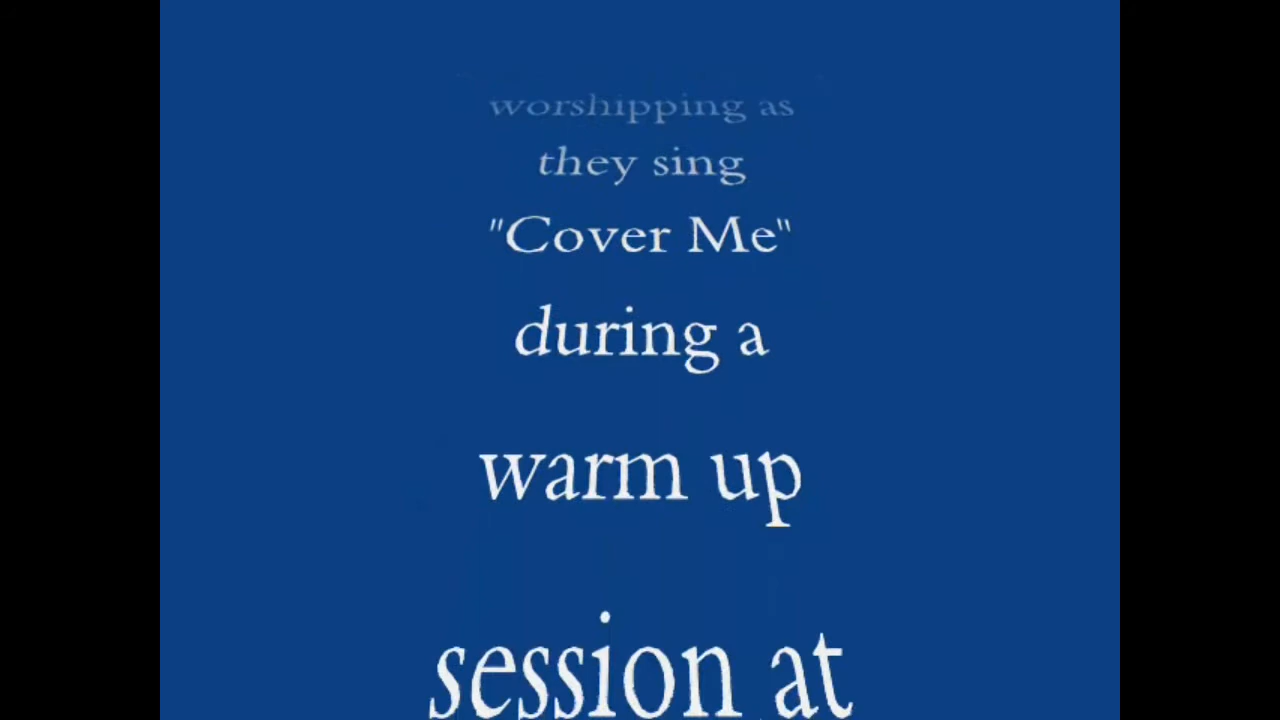 worshipping as
they sing
"Cover Me"
during a
warm up
session at